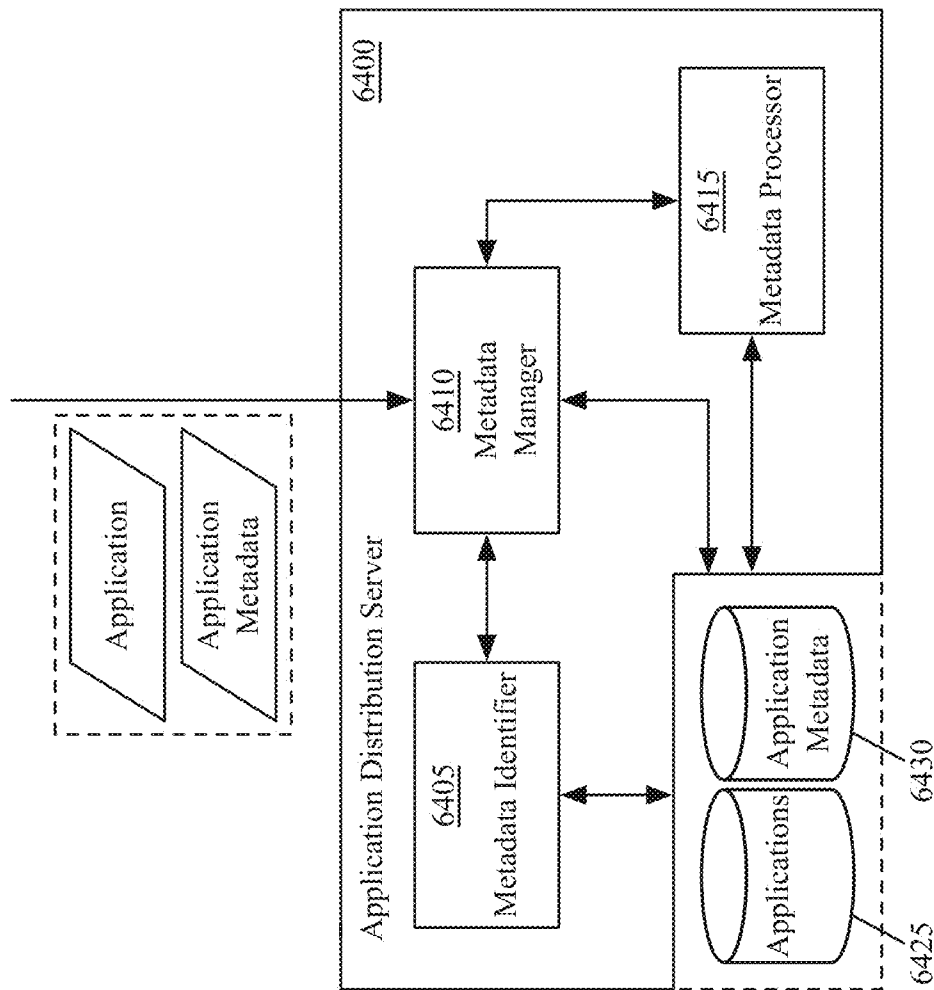 Application
Application
Metadata
Application Distribution Server
6400
6405
Metadata Identifier
6410
Metadata
Manager
6415
Metadata Processor
Applications
Application
Metadata
6425
6430